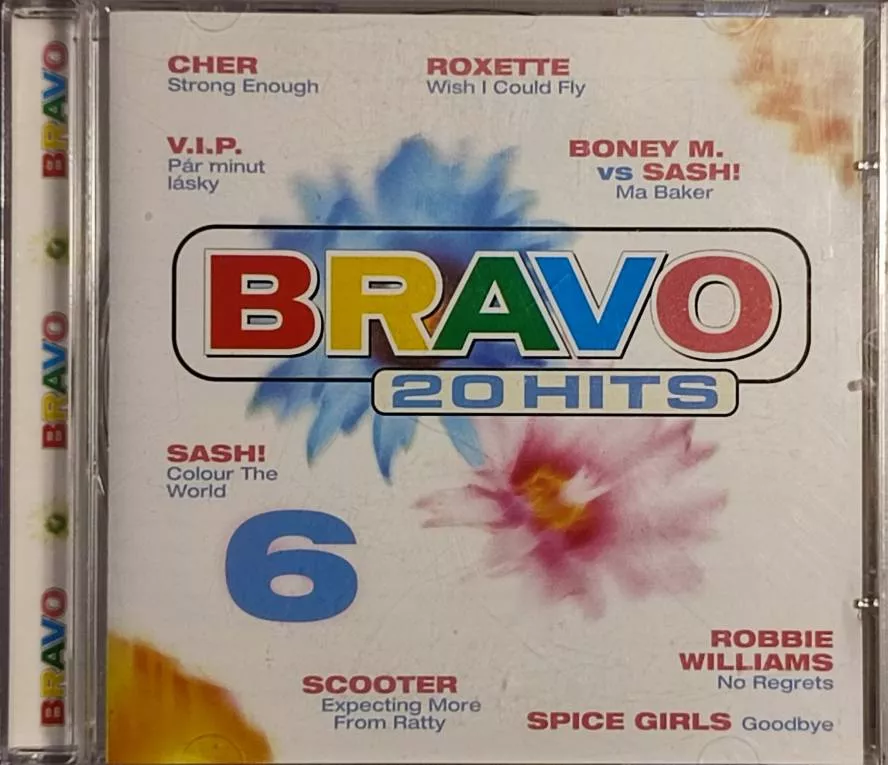 CHER
Strong Enough
ROXETTE
Wish I Could Fly
V.I.P.
Pár minut
lásky
BONEY M.
vs SASH!
Ma Baker
BRAVO
20 HITS
SASH!
Colour The
World
6
ROBBIE
WILLIAMS
No Regrets
SCOOTER
Expecting More
From Ratty
SPICE GIRLS Goodbye
BRAVO
BRAVO
BRAVO